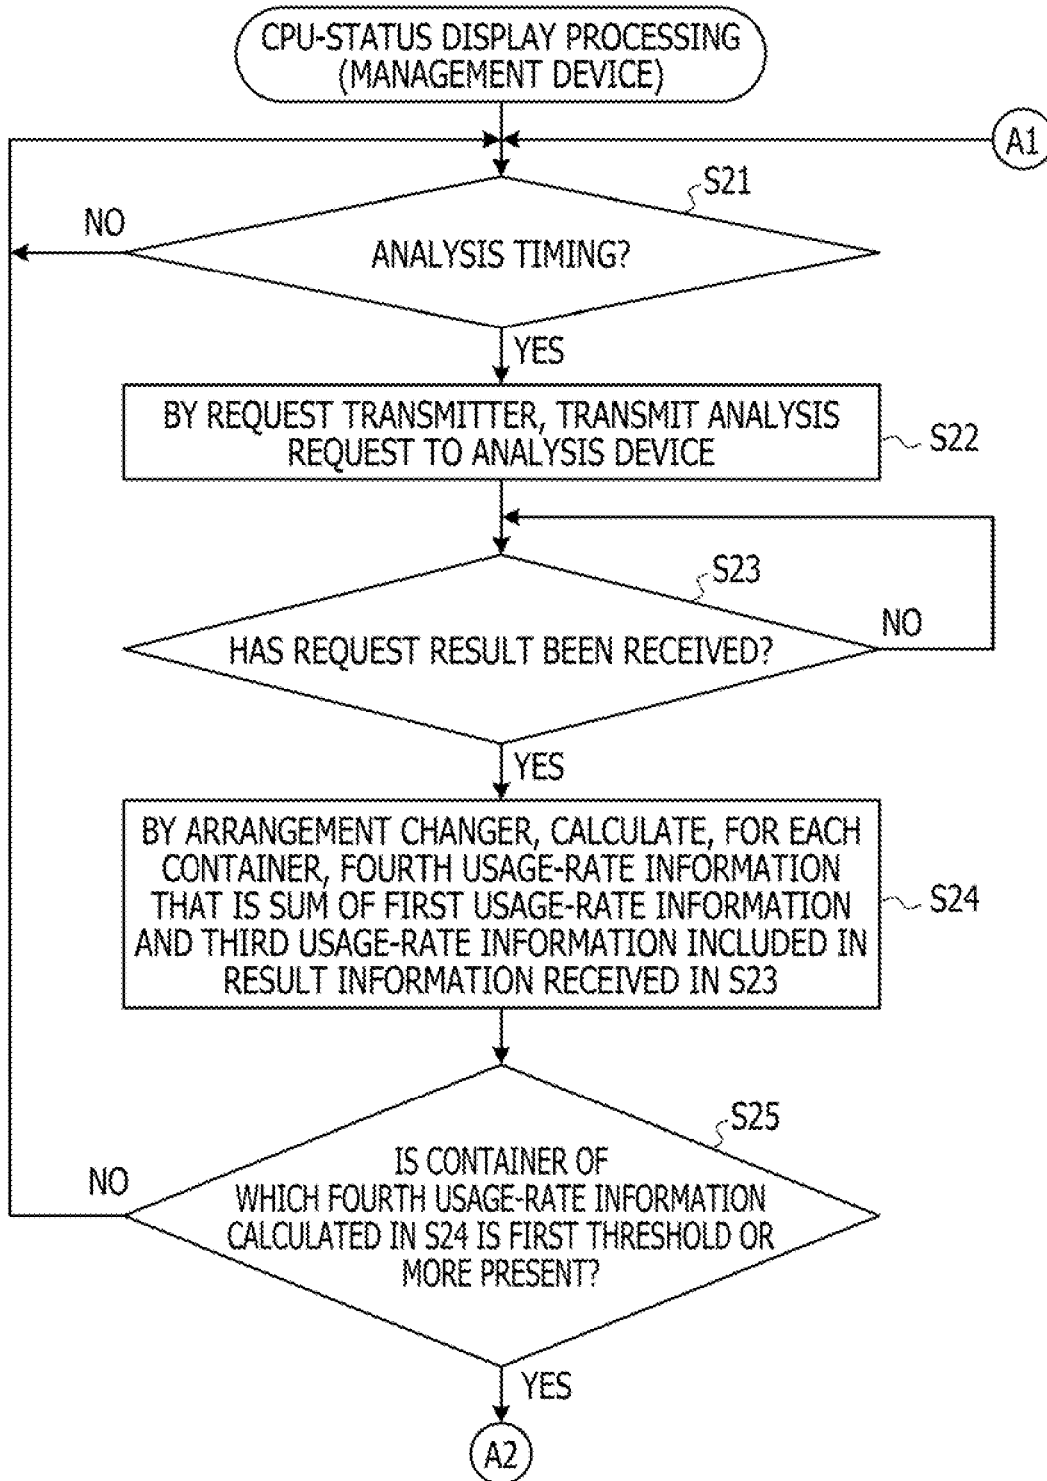 CPU-STATUS DISPLAY PROCESSING
(MANAGEMENT DEVICE)
A1
S21
NO
ANALYSIS TIMING?
YES
BY REQUEST TRANSMITTER, TRANSMIT ANALYSIS
REQUEST TO ANALYSIS DEVICE
S22
S23
NO
HAS REQUEST RESULT BEEN RECEIVED?
YES
BY ARRANGEMENT CHANGER, CALCULATE, FOR EACH
CONTAINER, FOURTH USAGE-RATE INFORMATION
THAT IS SUM OF FIRST USAGE-RATE INFORMATION
AND THIRD USAGE-RATE INFORMATION INCLUDED IN
RESULT INFORMATION RECEIVED IN S23
S24
S25
NO
IS CONTAINER OF
WHICH FOURTH USAGE-RATE INFORMATION
CALCULATED IN S24 IS FIRST THRESHOLD OR
MORE PRESENT?
YES
A2